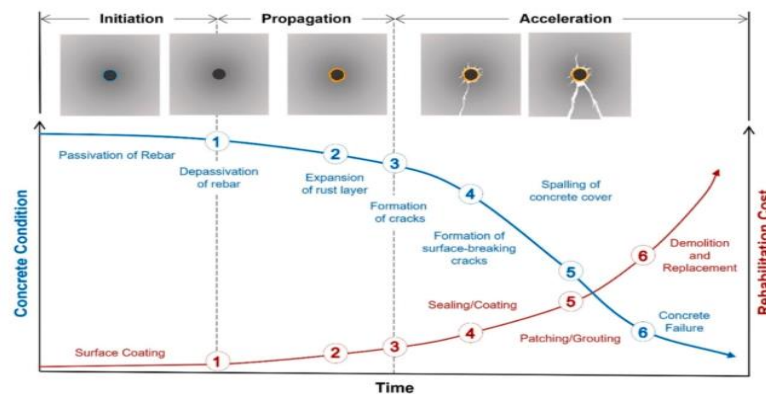 Initiation
Propagation
Acceleration
Passivation of Rebar
1
Depassivation
of rebar
2
Expansion
of rust layer
3
Formation
of cracks
4
Formation of
surface-breaking
cracks
Spalling of
concrete cover
5
6
Concrete
Failure
Surface Coating
1
2
3
Sealing/Coating
4
5
Patching/Grouting
6
Demolition
and
Replacement
Concrete Condition
Rehabilitation Cost
Time